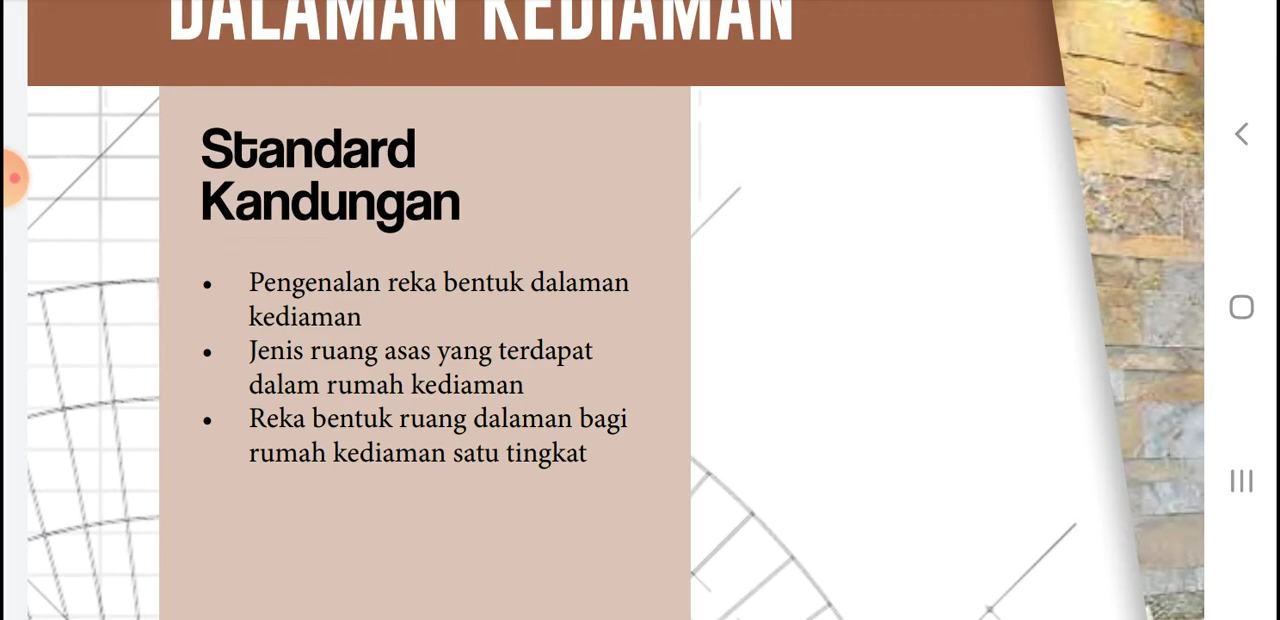 DALAMAN KEDIAMAN
Standard
Kandungan
• Pengenalan reka bentuk dalaman
kediaman
• Jenis ruang asas yang terdapat
dalam rumah kediaman
• Reka bentuk ruang dalaman bagi
rumah kediaman satu tingkat